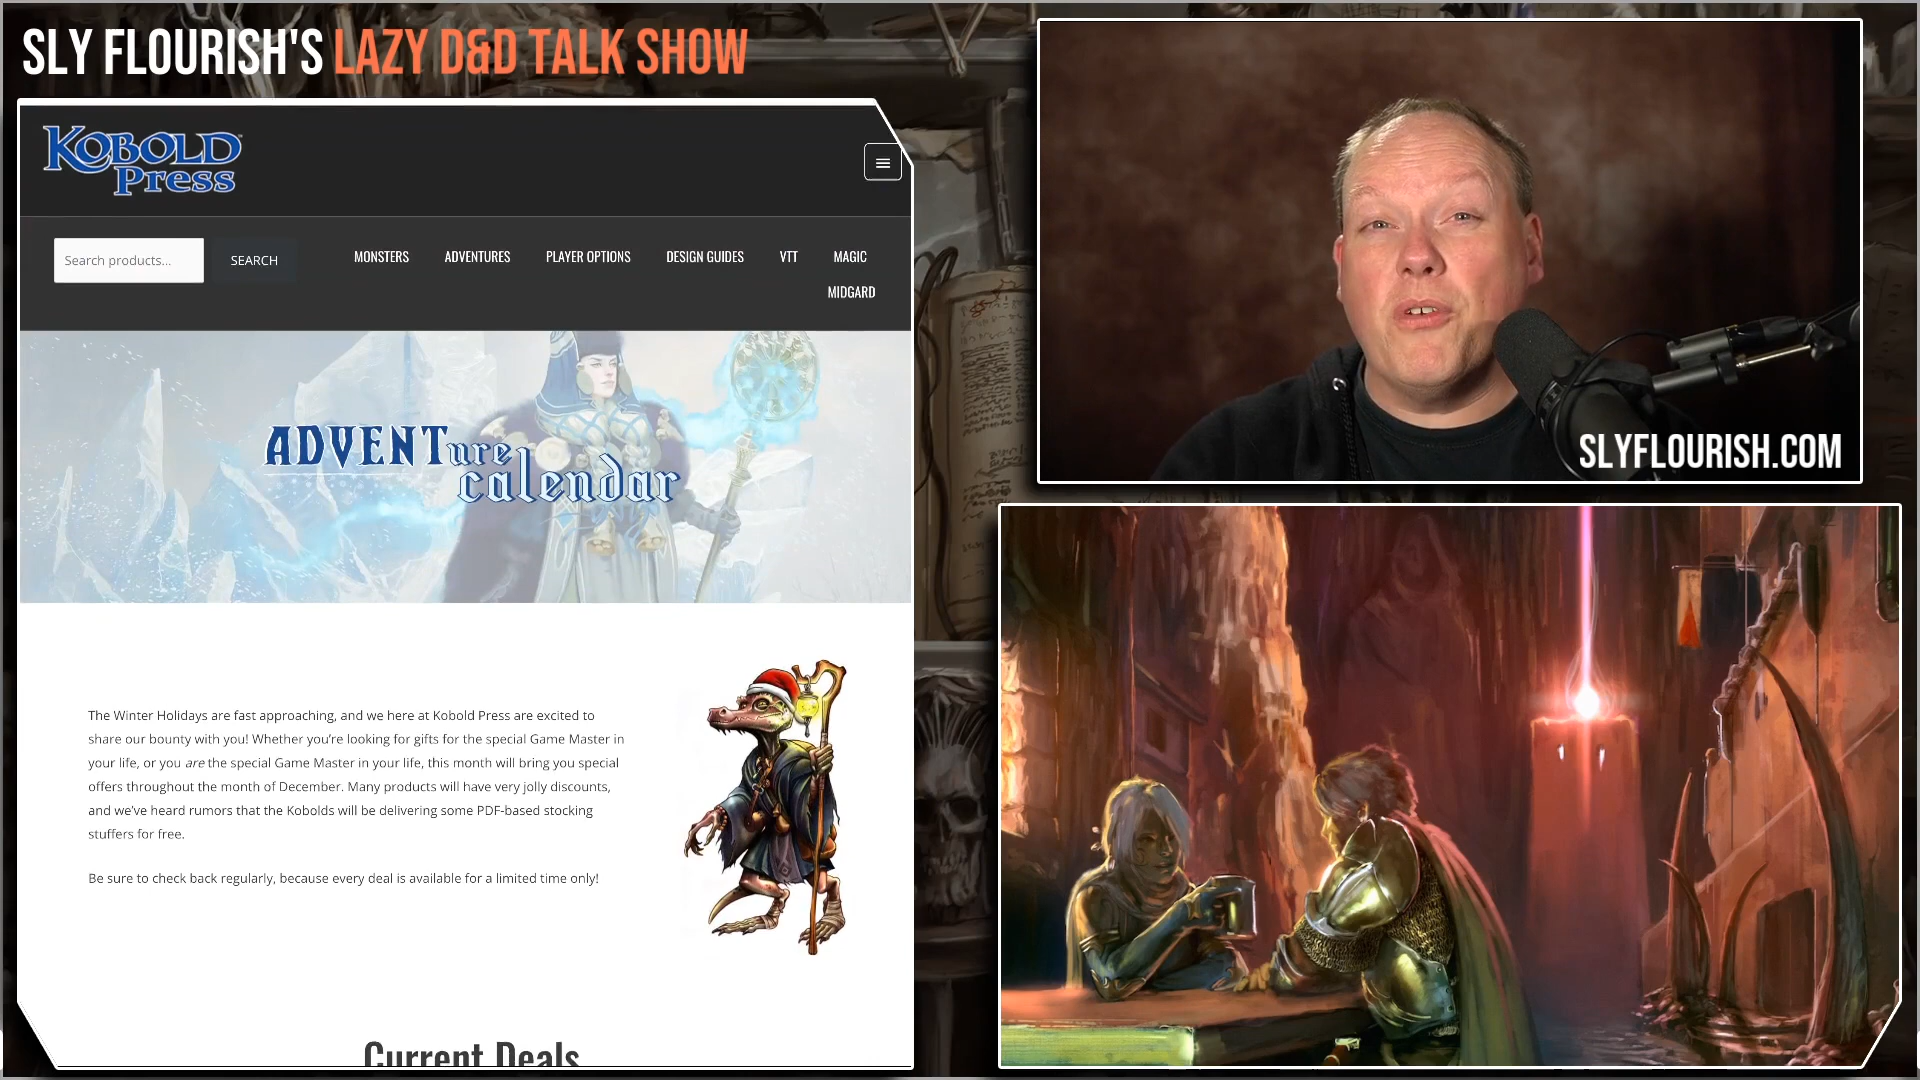 SLY FLOURISH'S LAZY D&D TALK SHOW
KOBOLD
Press
Search products...
SEARCH
MONSTERS ADVENTURES PLAYER OPTIONS DESIGN GUIDES VTT MAGIC
MIDGARD
ADVENTure
calendar
The Winter Holidays are fast approaching, and we here at Kobold Press are excited to
share our bounty with you! Whether you’re looking for gifts for the special Game Master in
your life, or you are the special Game Master in your life, this month will bring you special
offers throughout the month of December. Many products will have very jolly discounts,
and we’ve heard rumors that the Kobolds will be delivering some PDF-based stocking
stuffers for free.
Be sure to check back regularly, because every deal is available for a limited time only!
Current Deals
SLYFLOURISH.COM